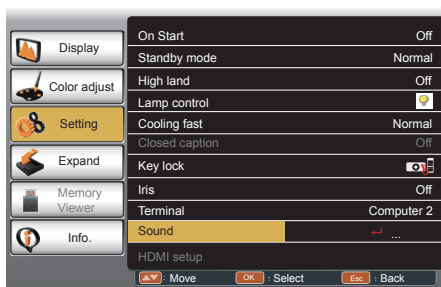 Display
Color adjust
Setting
Expand
Memory
Viewer
Info.
On Start Off
Standby mode Normal
High land Off
Lamp control
Cooling fast Normal
Closed caption Off
Key lock
Iris Off
Terminal Computer 2
Sound ...
HDMI setup
: Move OK : Select Esc : Back